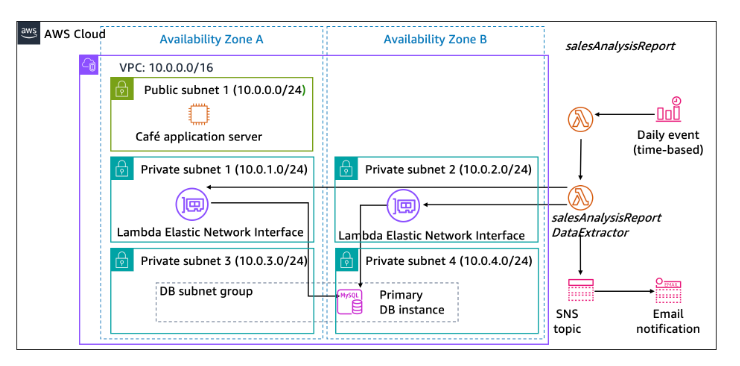 aws
AWS Cloud
Availability Zone A
Availability Zone B
salesAnalysisReport
VPC: 10.0.0.0/16
Public subnet 1 (10.0.0.0/24)
Café application server
Daily event
(time-based)
Private subnet 1 (10.0.1.0/24)
Private subnet 2 (10.0.2.0/24)
Lambda Elastic Network Interface
Lambda Elastic Network Interface
salesAnalysisReport
DataExtractor
Private subnet 3 (10.0.3.0/24)
Private subnet 4 (10.0.4.0/24)
DB subnet group
MySQL
Primary
DB instance
SNS
topic
Email
notification